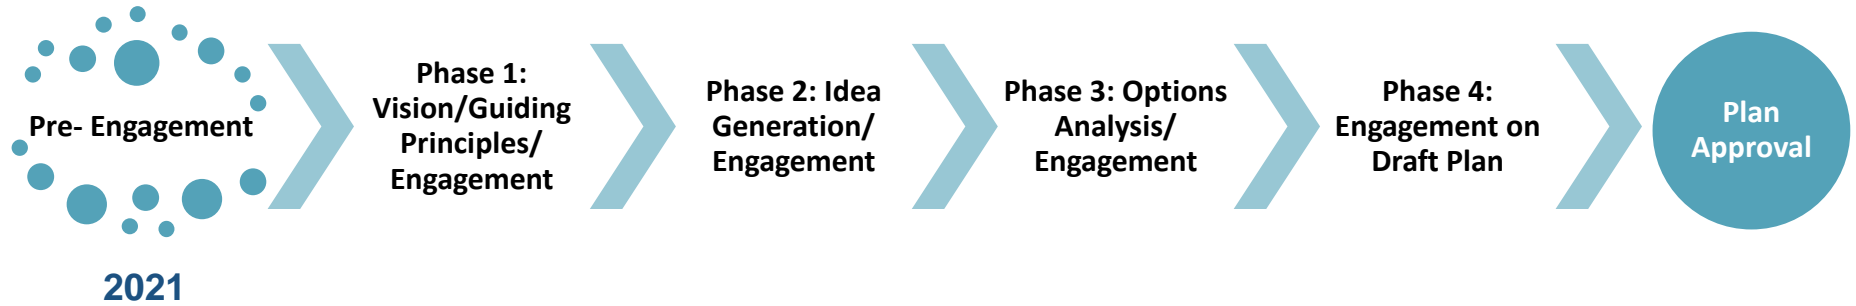 Pre- Engagement
2021
Phase 1:
Vision/Guiding
Principles/
Engagement
Phase 2: Idea
Generation/
Engagement
Phase 3: Options
Analysis/
Engagement
Phase 4:
Engagement on
Draft Plan
Plan
Approval